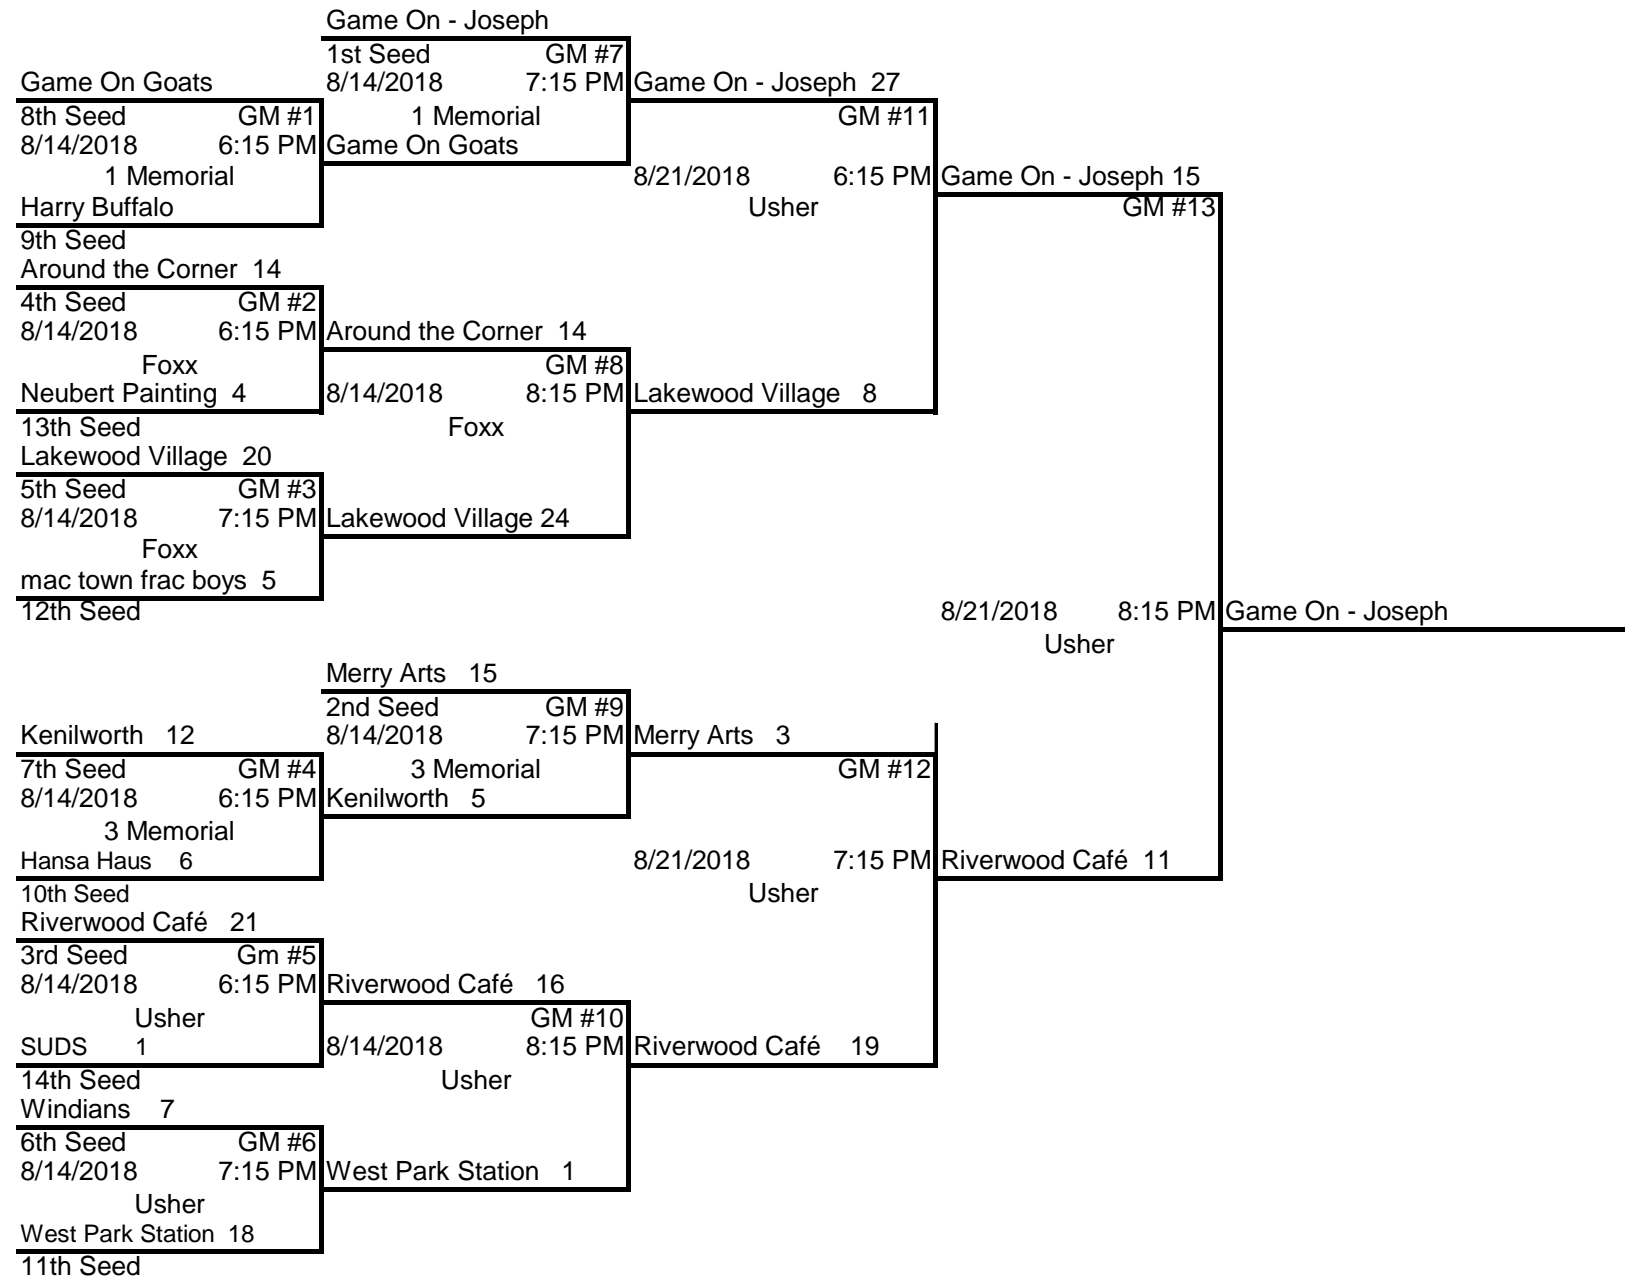 Game On - Joseph
1st Seed GM #7
Game On Goats 8/14/2018 7:15 PM Game On - Joseph 27
8th Seed GM #1 1 Memorial GM #11
8/14/2018 6:15 PM Game On Goats
1 Memorial 8/21/2018 6:15 PM Game On - Joseph 15
Harry Buffalo Usher GM #13
9th Seed
Around the Corner 14
4th Seed GM #2
8/14/2018 6:15 PM Around the Corner 14
Foxx GM #8
Neubert Painting 4 8/14/2018 8:15 PM Lakewood Village 8
13th Seed Foxx
Lakewood Village 20
5th Seed GM #3
8/14/2018 7:15 PM Lakewood Village 24
Foxx
mac town frac boys 5
12th Seed 8/21/2018 8:15 PM Game On - Joseph
Usher
Merry Arts 15
2nd Seed GM #9
Kenilworth 12 8/14/2018 7:15 PM Merry Arts 3
7th Seed GM #4 3 Memorial GM #12
8/14/2018 6:15 PM Kenilworth 5
3 Memorial
Hansa Haus 6 8/21/2018 7:15 PM Riverwood Café 11
10th Seed Usher
Riverwood Café 21
3rd Seed Gm #5
8/14/2018 6:15 PM Riverwood Café 16
Usher GM #10
SUDS 1 8/14/2018 8:15 PM Riverwood Café 19
14th Seed Usher
Windians 7
6th Seed GM #6
8/14/2018 7:15 PM West Park Station 1
Usher
West Park Station 18
11th Seed